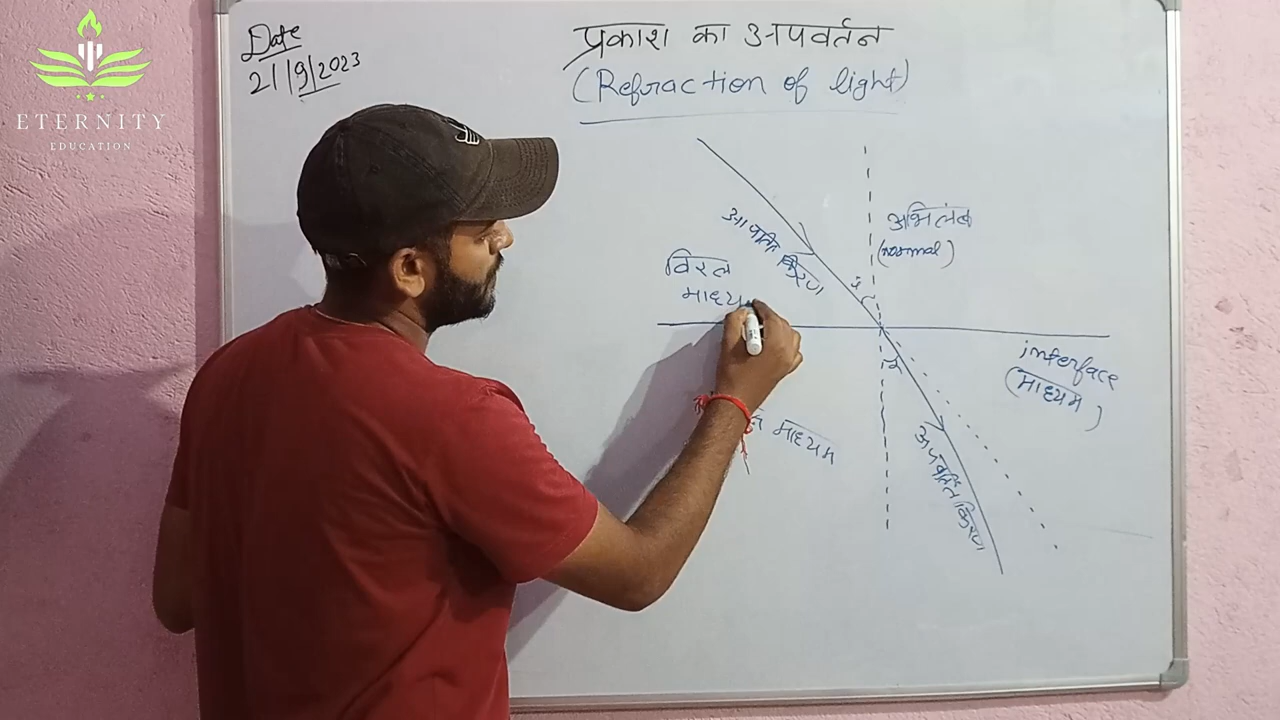 ETERNITY
EDUCATION
Date
21/9/2023
प्रकाश का अपवर्तन
(Refraction of light)
अभिलंब
(normal)
आपतित किरण
विरल
माध्यम
i
r
interface
(माध्यम)
माध्यम
अपवर्तित किरण